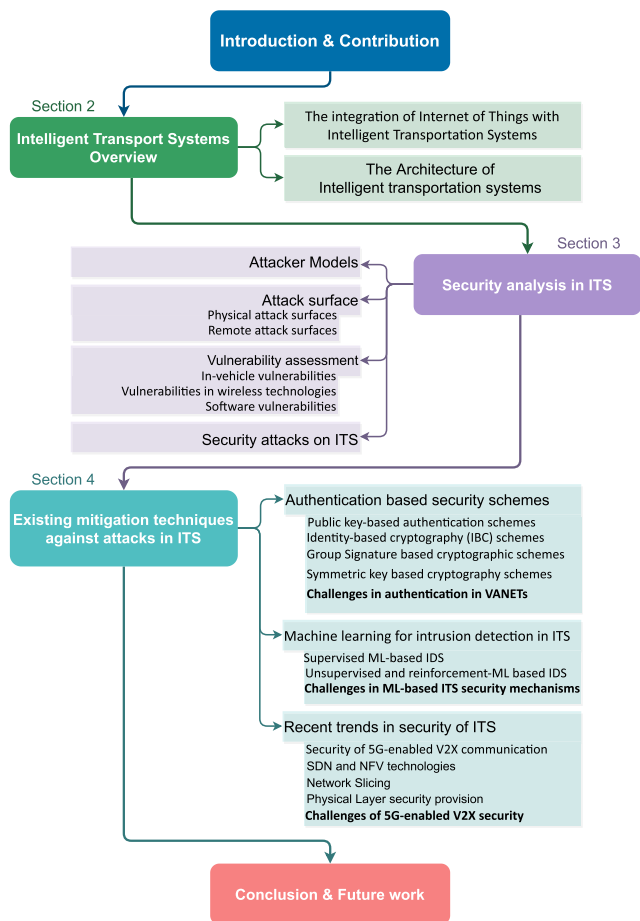 Introduction & Contribution
Section 2
Intelligent Transport Systems
Overview
The integration of Internet of Things with
Intelligent Transportation Systems
The Architecture of
Intelligent transportation systems
Section 3
Security analysis in ITS
Attacker Models
Attack surface
Physical attack surfaces
Remote attack surfaces
Vulnerability assessment
In-vehicle vulnerabilities
Vulnerabilities in wireless technologies
Software vulnerabilities
Security attacks on ITS
Section 4
Existing mitigation techniques
against attacks in ITS
Authentication based security schemes
Public key-based authentication schemes
Identity-based cryptography (IBC) schemes
Group Signature based cryptographic schemes
Symmetric key based cryptography schemes
Challenges in authentication in VANETs
Machine learning for intrusion detection in ITS
Supervised ML-based IDS
Unsupervised and reinforcement-ML based IDS
Challenges in ML-based ITS security mechanisms
Recent trends in security of ITS
Security of 5G-enabled V2X communication
SDN and NFV technologies
Network Slicing
Physical Layer security provision
Challenges of 5G-enabled V2X security
Conclusion & Future work